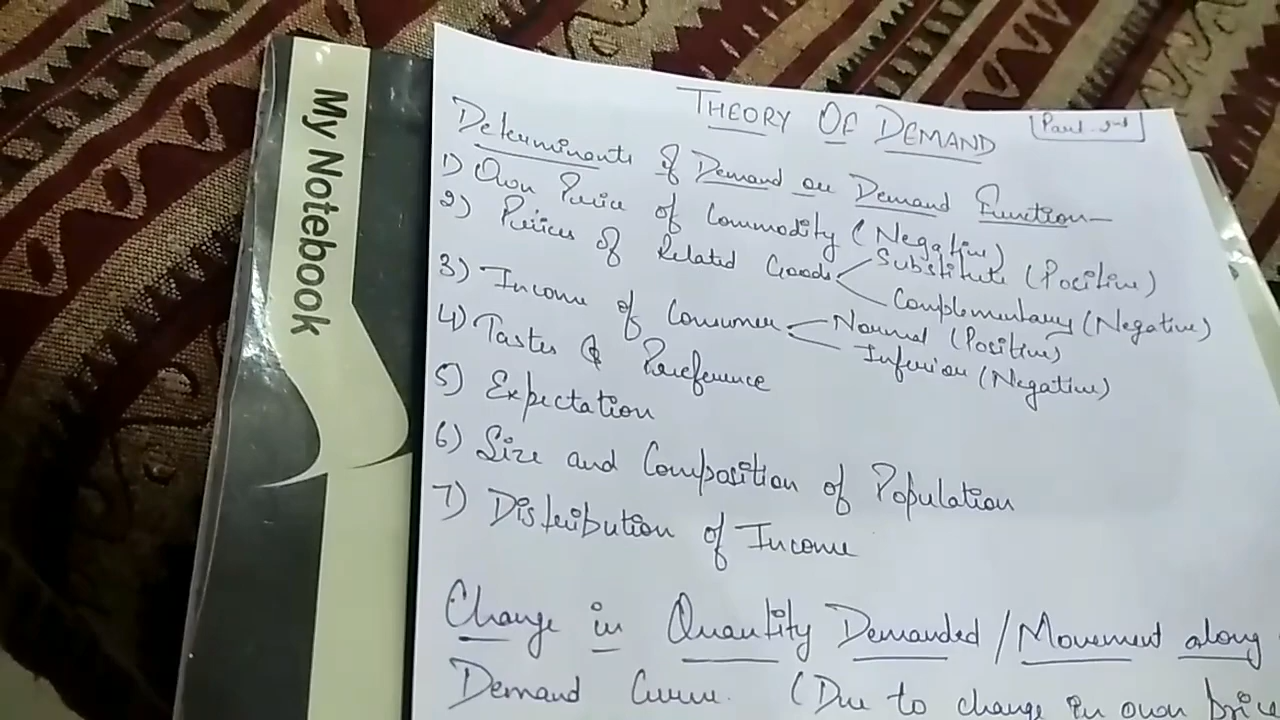 My Notebook
THEORY OF DEMAND
Determinants of Demand or Demand Function—
1) Own Price of Commodity (Negative)
2) Prices of Related Goods
Substitute (Positive)
Complementary (Negative)
3) Income of Consumer
Normal (Positive)
Inferior (Negative)
4) Tastes & Preference
5) Expectation
6) Size and Composition of Population
7) Distribution of Income
Change in Quantity Demanded / Movement along
Demand Curve. (Due to change in own price